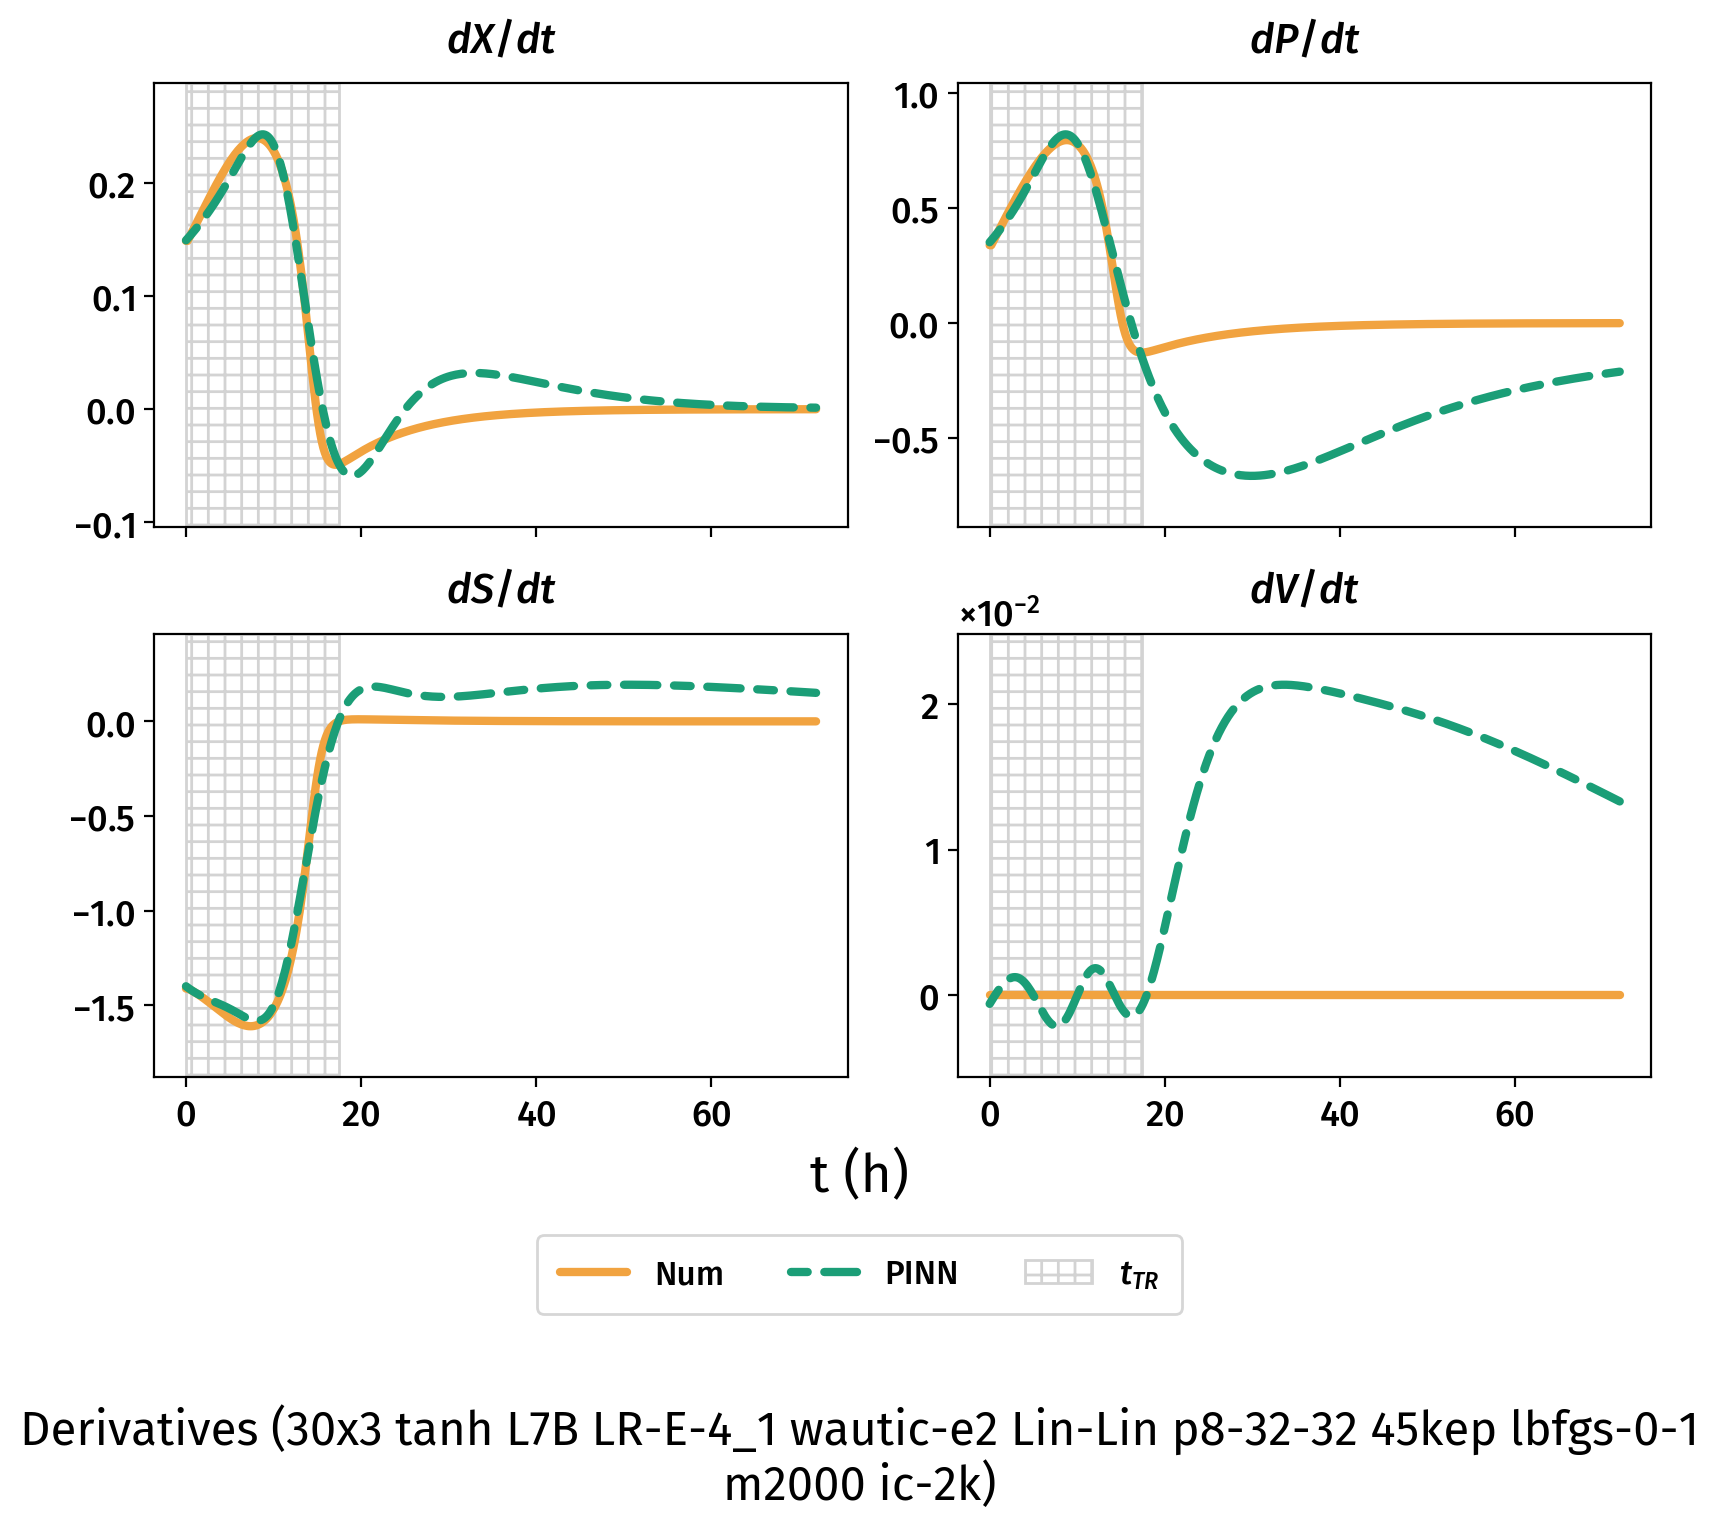 dX/dt
dP/dt
0.2
0.1
0.0
−0.1
1.0
0.5
0.0
−0.5
dS/dt
dV/dt
×10⁻²
0.0
−0.5
−1.0
−1.5
2
1
0
0 20 40 60
0 20 40 60
t (h)
Num PINN t_TR
Derivatives (30x3 tanh L7B LR-E-4_1 wautic-e2 Lin-Lin p8-32-32 45kep lbfgs-0-1
m2000 ic-2k)